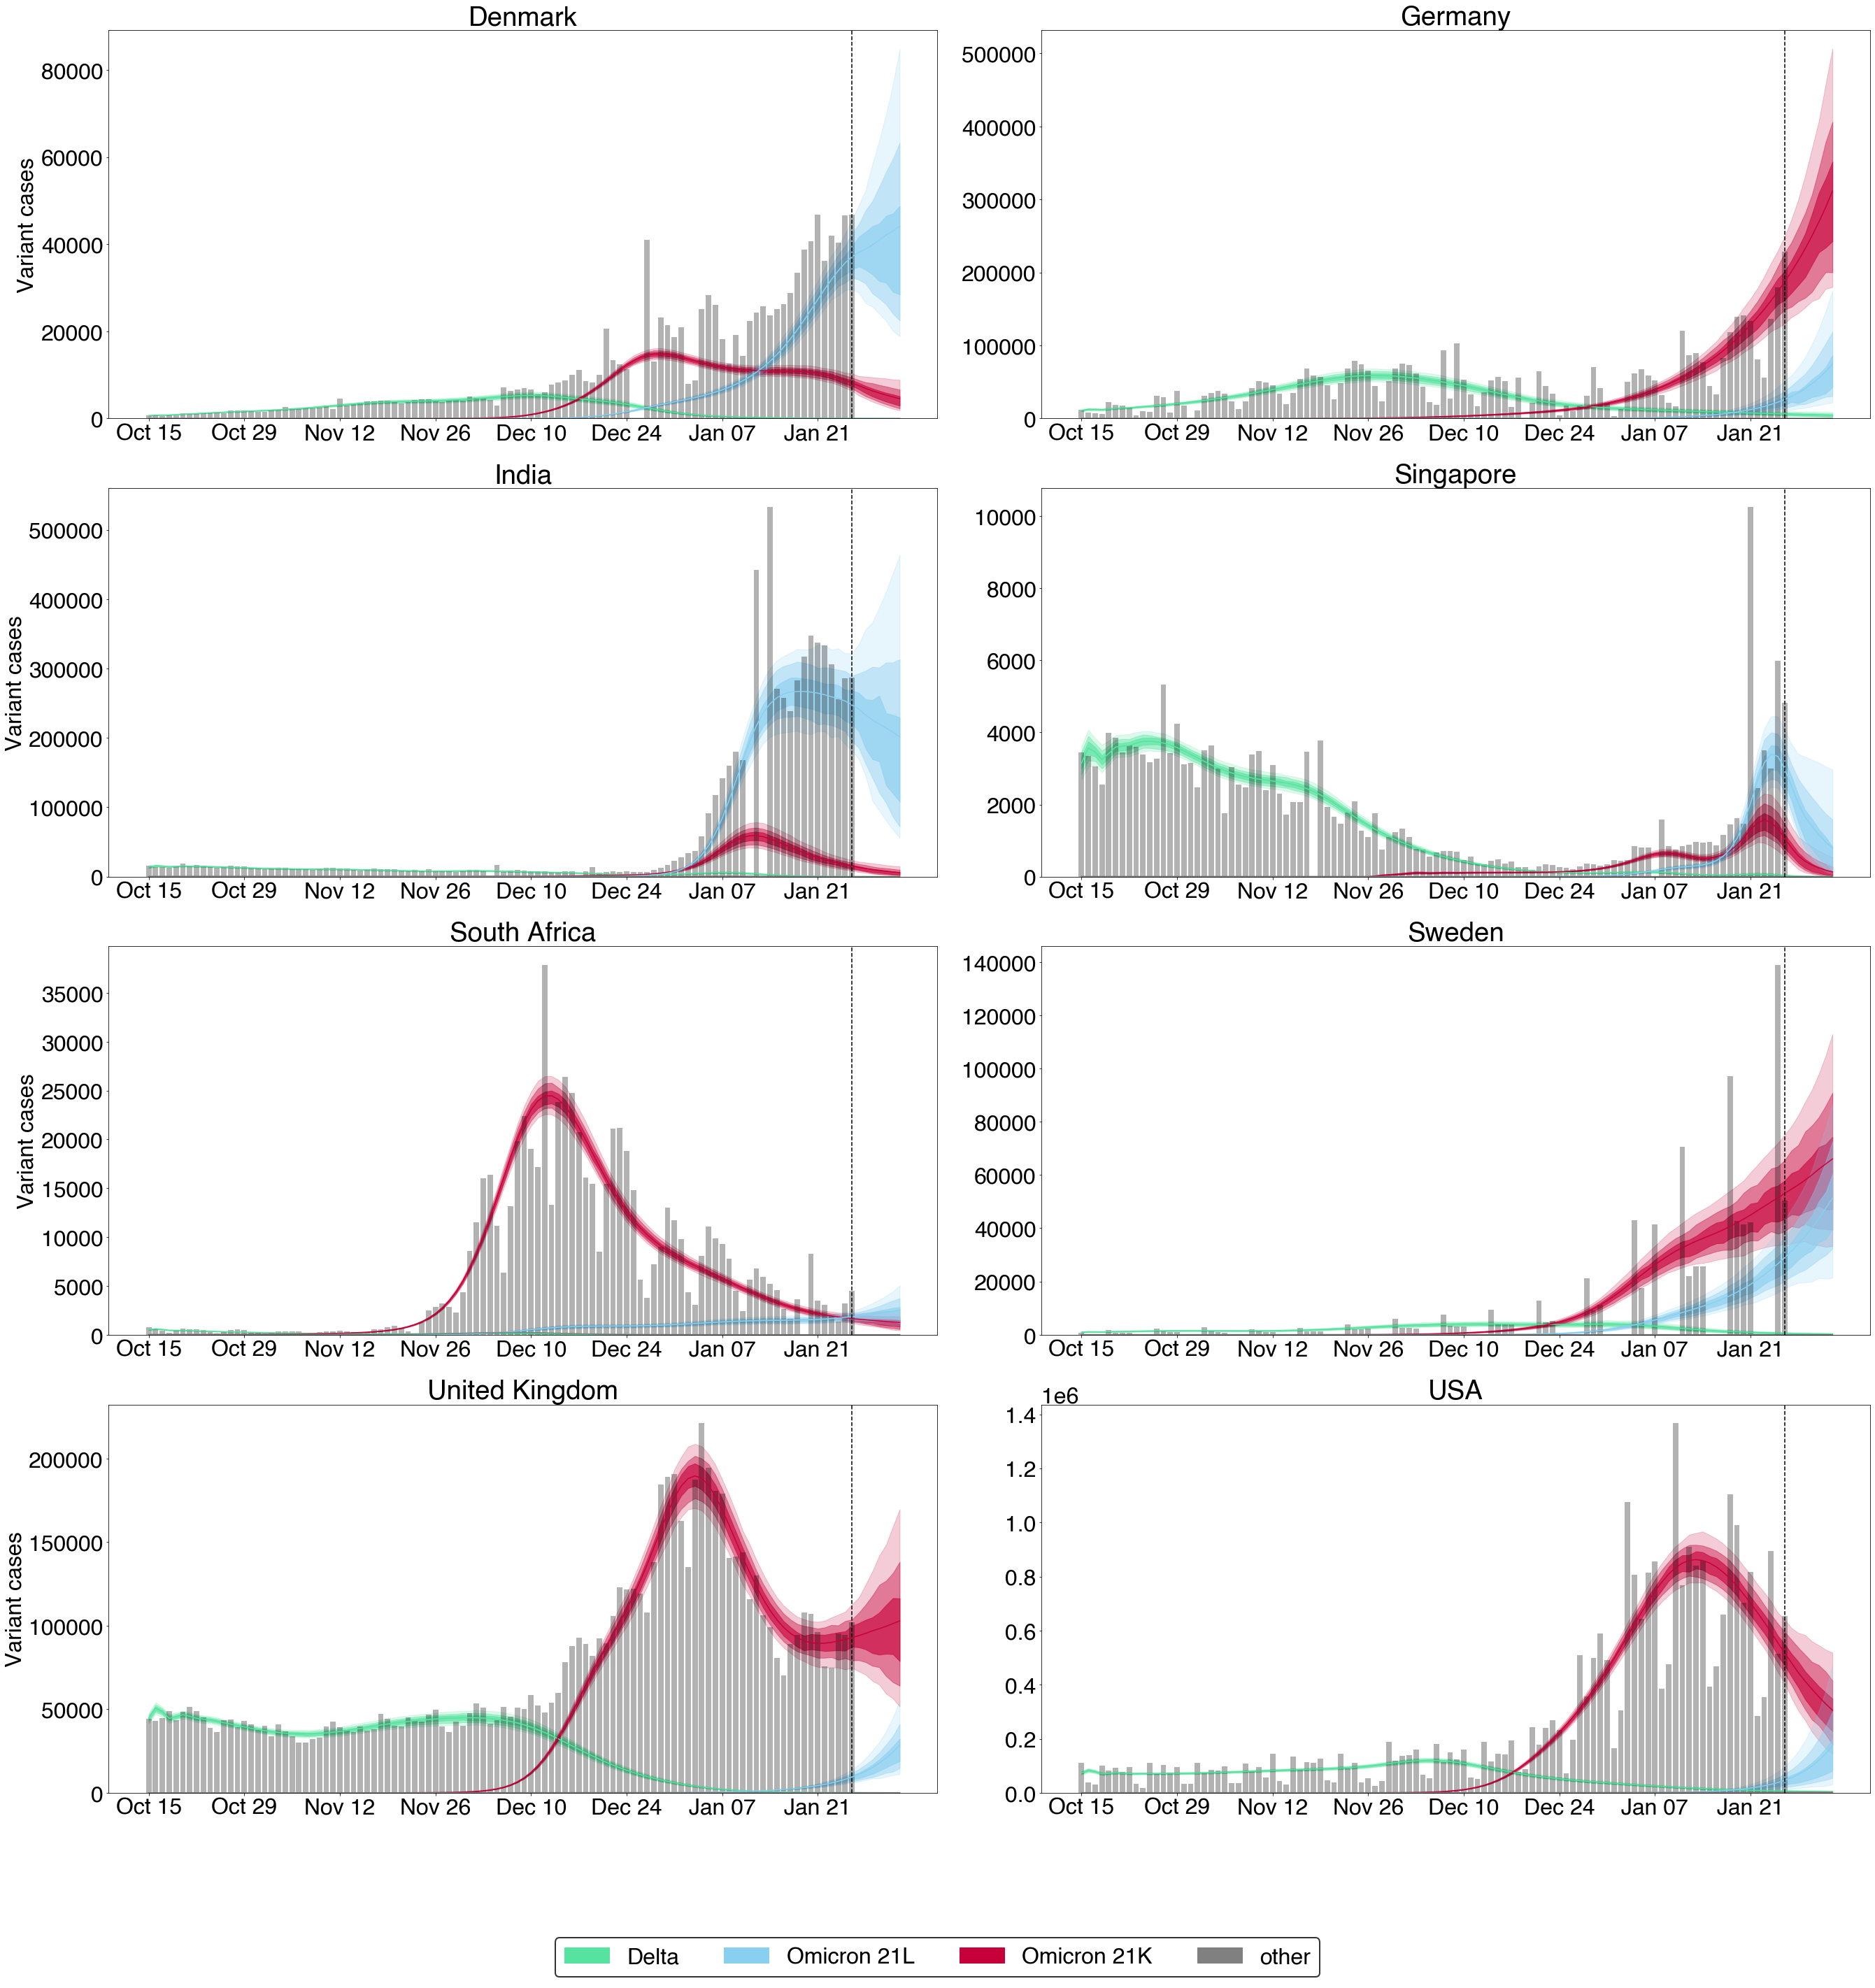 Denmark
Variant cases
80000
60000
40000
20000
0
Oct 15 Oct 29 Nov 12 Nov 26 Dec 10 Dec 24 Jan 07 Jan 21
Germany
500000
400000
300000
200000
100000
0
Oct 15 Oct 29 Nov 12 Nov 26 Dec 10 Dec 24 Jan 07 Jan 21
India
Variant cases
500000
400000
300000
200000
100000
0
Oct 15 Oct 29 Nov 12 Nov 26 Dec 10 Dec 24 Jan 07 Jan 21
Singapore
10000
8000
6000
4000
2000
0
Oct 15 Oct 29 Nov 12 Nov 26 Dec 10 Dec 24 Jan 07 Jan 21
South Africa
Variant cases
35000
30000
25000
20000
15000
10000
5000
0
Oct 15 Oct 29 Nov 12 Nov 26 Dec 10 Dec 24 Jan 07 Jan 21
Sweden
140000
120000
100000
80000
60000
40000
20000
0
Oct 15 Oct 29 Nov 12 Nov 26 Dec 10 Dec 24 Jan 07 Jan 21
United Kingdom
Variant cases
200000
150000
100000
50000
0
Oct 15 Oct 29 Nov 12 Nov 26 Dec 10 Dec 24 Jan 07 Jan 21
USA
1e6
1.4
1.2
1.0
0.8
0.6
0.4
0.2
0.0
Oct 15 Oct 29 Nov 12 Nov 26 Dec 10 Dec 24 Jan 07 Jan 21
Delta Omicron 21L Omicron 21K other